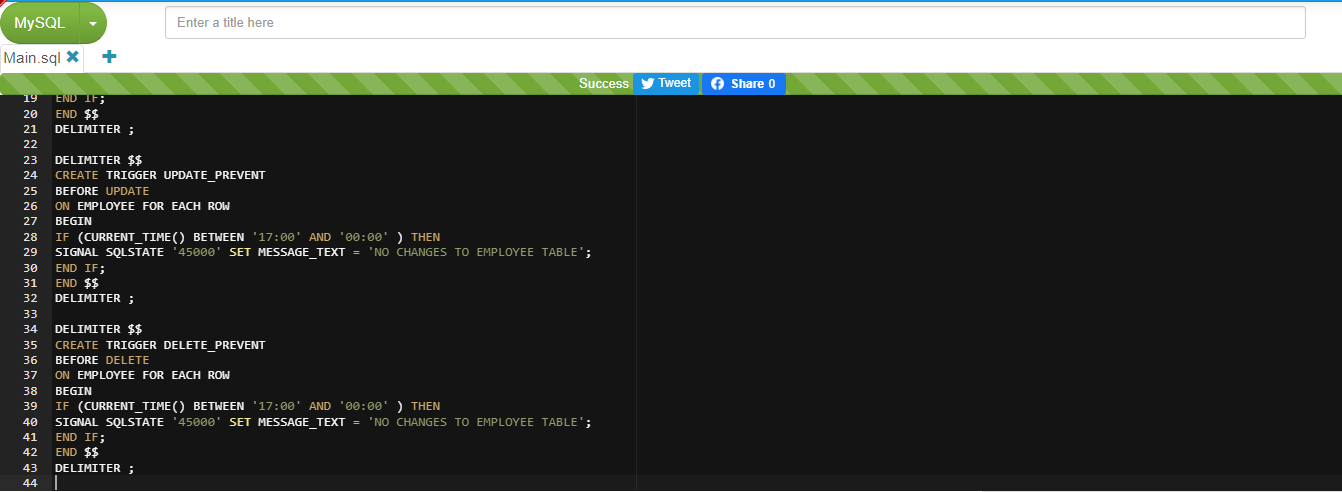 MySQL
Enter a title here
Main.sql
Success Tweet Share 0
19 END IF;
20 END $$
21 DELIMITER ;
22
23 DELIMITER $$
24 CREATE TRIGGER UPDATE_PREVENT
25 BEFORE UPDATE
26 ON EMPLOYEE FOR EACH ROW
27 BEGIN
28 IF (CURRENT_TIME() BETWEEN '17:00' AND '00:00' ) THEN
29 SIGNAL SQLSTATE '45000' SET MESSAGE_TEXT = 'NO CHANGES TO EMPLOYEE TABLE';
30 END IF;
31 END $$
32 DELIMITER ;
33
34 DELIMITER $$
35 CREATE TRIGGER DELETE_PREVENT
36 BEFORE DELETE
37 ON EMPLOYEE FOR EACH ROW
38 BEGIN
39 IF (CURRENT_TIME() BETWEEN '17:00' AND '00:00' ) THEN
40 SIGNAL SQLSTATE '45000' SET MESSAGE_TEXT = 'NO CHANGES TO EMPLOYEE TABLE';
41 END IF;
42 END $$
43 DELIMITER ;
44